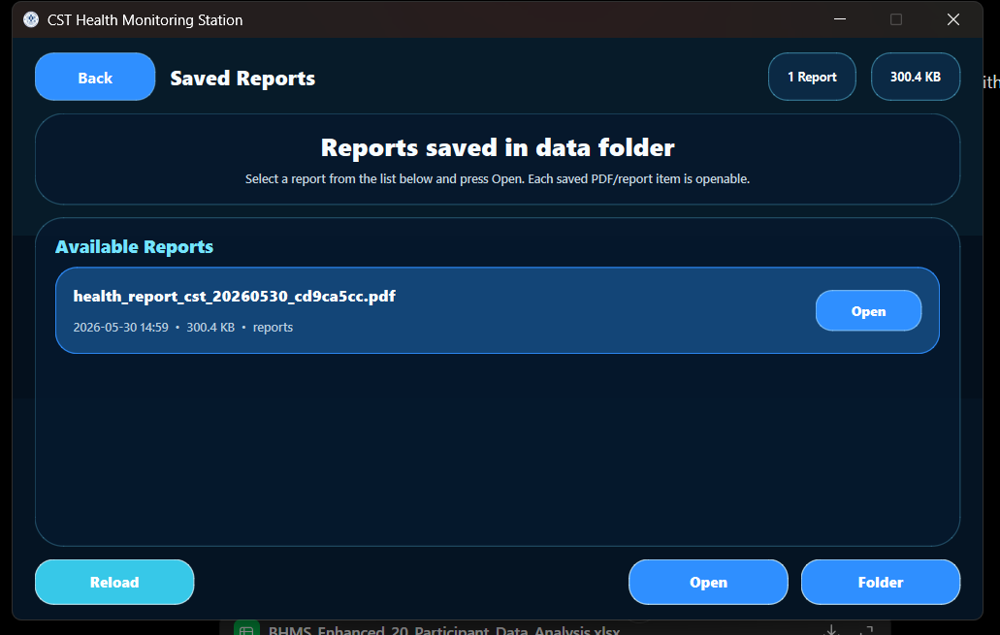 CST Health Monitoring Station
Back
Saved Reports
1 Report
300.4 KB
ith
Reports saved in data folder
Select a report from the list below and press Open. Each saved PDF/report item is openable.
Available Reports
health_report_cst_20260530_cd9ca5cc.pdf
2026-05-30 14:59 • 300.4 KB • reports
Open
Reload
Open
Folder
BHMS_Enhanced_20_Participant_Data_Analysis.xlsx